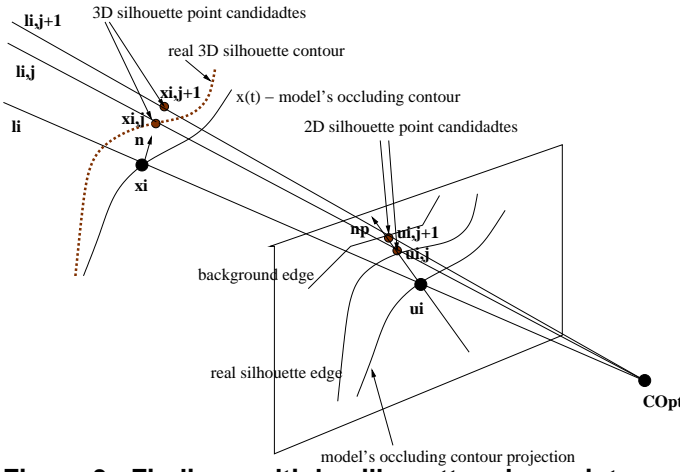 3D silhouette point candidadtes
li,j+1
real 3D silhouette contour
li,j
xi,j+1
x(t) – model's occluding contour
xi,j
li
2D silhouette point candidadtes
n
xi
np
ui,j+1
ui,j
background edge
ui
real silhouette edge
COpt
model's occluding contour projection